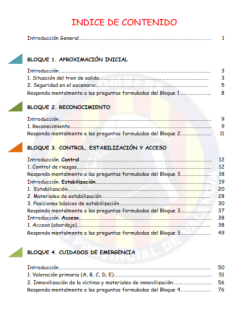 INDICE DE CONTENIDO
Introducción General 1
BLOQUE 1. APROXIMACIÓN INICIAL
Introducción 3
1. Situación del tren de salida 3
2. Seguridad en el escenario 5
Responda mentalmente a las preguntas formuladas del Bloque 1 8
BLOQUE 2. RECONOCIMIENTO
Introducción 9
1. Reconocimiento 9
Responda mentalmente a las preguntas formuladas del Bloque 2 11
BLOQUE 3. CONTROL, ESTABILIZACIÓN Y ACCESO
Introducción. Control 12
1. Control de riesgos 12
Responda mentalmente a las preguntas formuladas del Bloque 3 18
Introducción. Estabilización 19
1. Estabilización 20
2. Materiales de estabilización 28
3. Posiciones básicas de estabilización 30
Responda mentalmente a las preguntas formuladas del Bloque 3 37
Introducción. Acceso 38
1. Acceso (abordaje) 38
Responda mentalmente a las preguntas formuladas del Bloque 3 49
BLOQUE 4. CUIDADOS DE EMERGENCIA
Introducción 50
1. Valoración primaria (A, B, C, D, E) 51
2. Inmovilización de la víctima y materiales de inmovilización 56
Responda mentalmente a las preguntas formuladas del Bloque 4 76